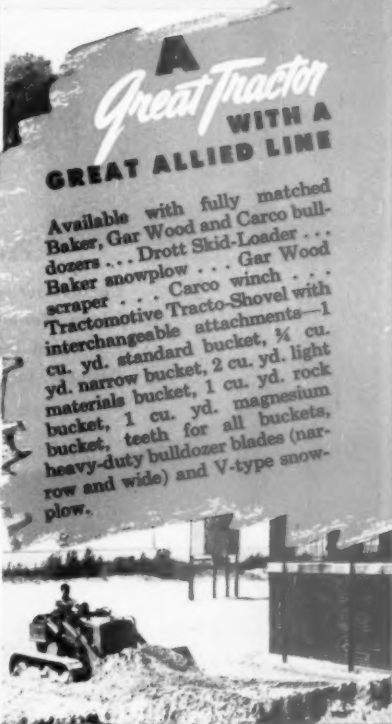 A
Great Tractor
WITH A
GREAT ALLIED LINE
Available with fully matched
Baker, Gar Wood and Carco bull-
dozers . . . Drott Skid-Loader . . .
Baker snowplow . . . Gar Wood
scraper . . . Carco winch . . .
Tractomotive Tracto-Shovel with
interchangeable attachments—1
cu. yd. standard bucket, ¾ cu.
yd. narrow bucket, 2 cu. yd. light
materials bucket, 1 cu. yd. rock
bucket, 1 cu. yd. magnesium
bucket, teeth for all buckets,
heavy-duty bulldozer blades (nar-
row and wide) and V-type snow-
plow.